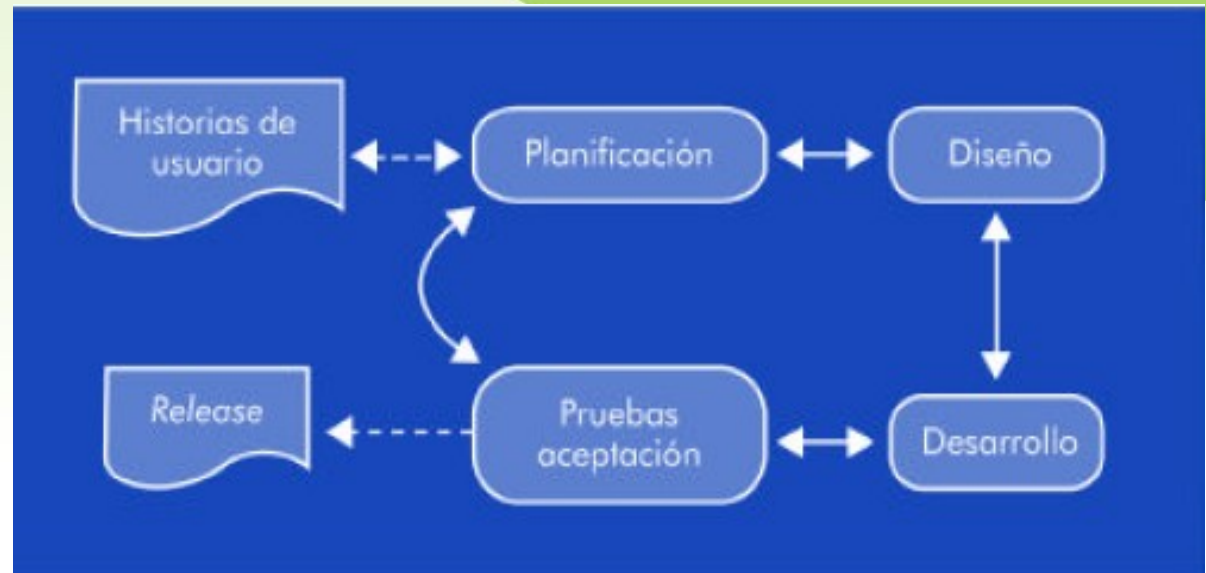 Historias de
usuario
Planificación
Diseño
Release
Pruebas
aceptación
Desarrollo